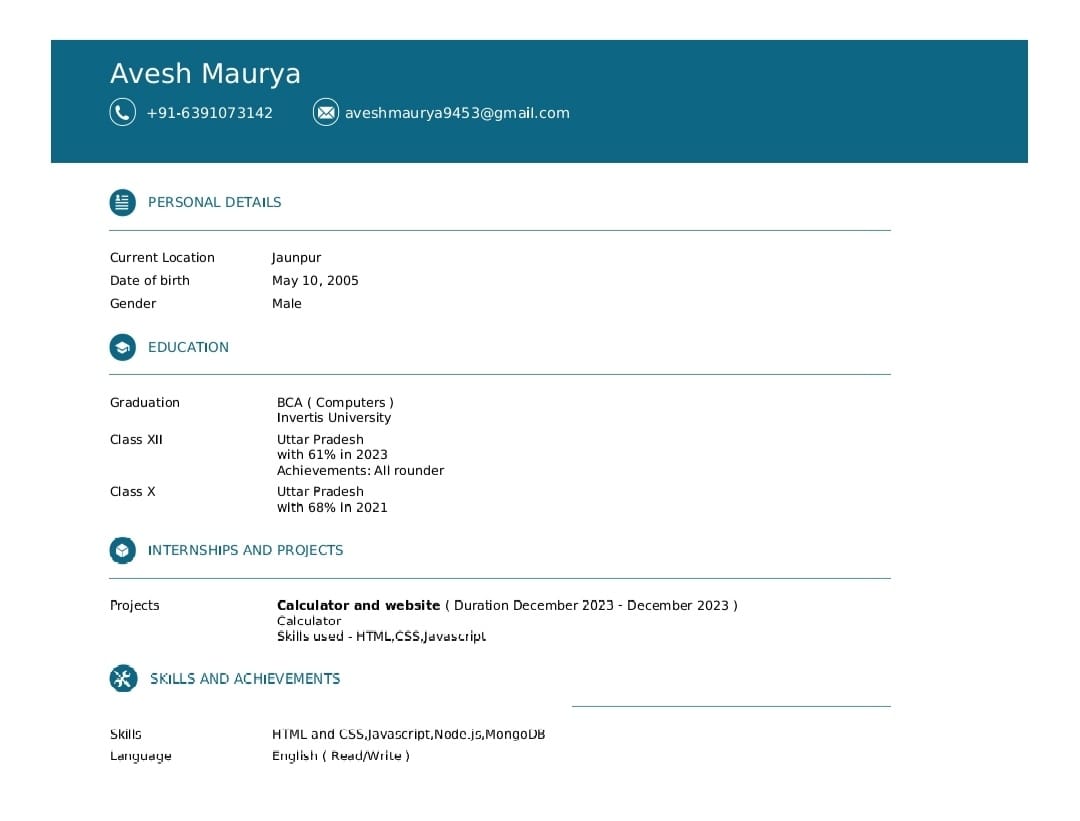 Avesh Maurya
+91-6391073142 aveshmaurya9453@gmail.com
PERSONAL DETAILS
Current Location Jaunpur
Date of birth May 10, 2005
Gender Male
EDUCATION
Graduation BCA ( Computers )
Invertis University
Class XII Uttar Pradesh
with 61% in 2023
Achievements: All rounder
Class X Uttar Pradesh
with 68% in 2021
INTERNSHIPS AND PROJECTS
Projects Calculator and website ( Duration December 2023 - December 2023 )
Calculator
Skills used - HTML,CSS,Javascript
SKILLS AND ACHIEVEMENTS
Skills HTML and CSS,Javascript,Node.js,MongoDB
Language English ( Read/Write )